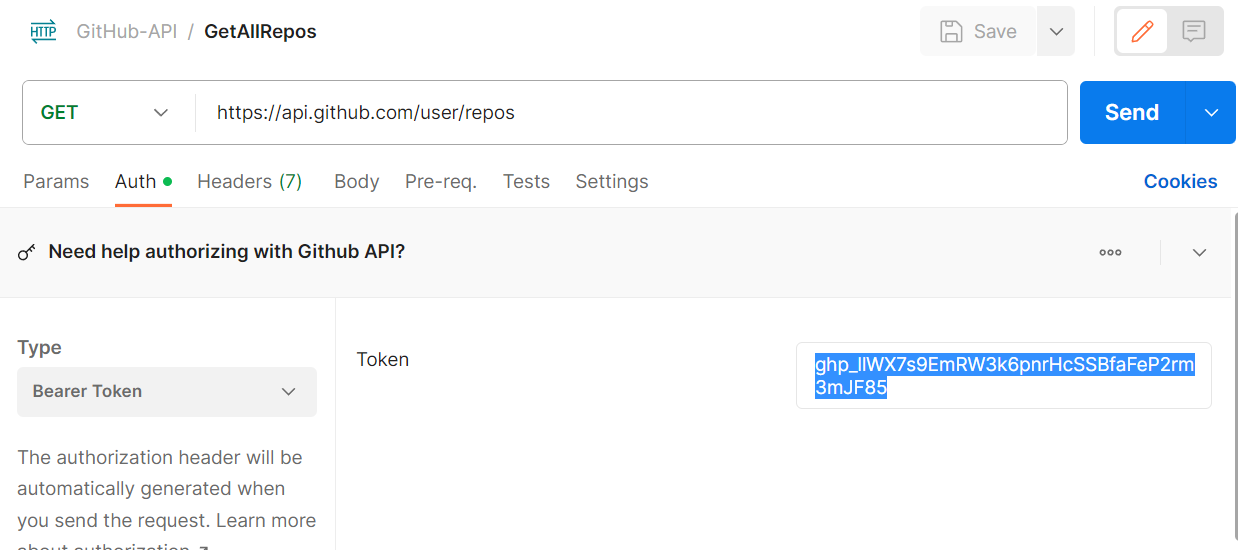 HTTP GitHub-API / GetAllRepos Save
GET https://api.github.com/user/repos Send
Params Auth Headers (7) Body Pre-req. Tests Settings Cookies
Need help authorizing with Github API?
Type
Bearer Token
The authorization header will be
automatically generated when
you send the request. Learn more
about authorization
Token